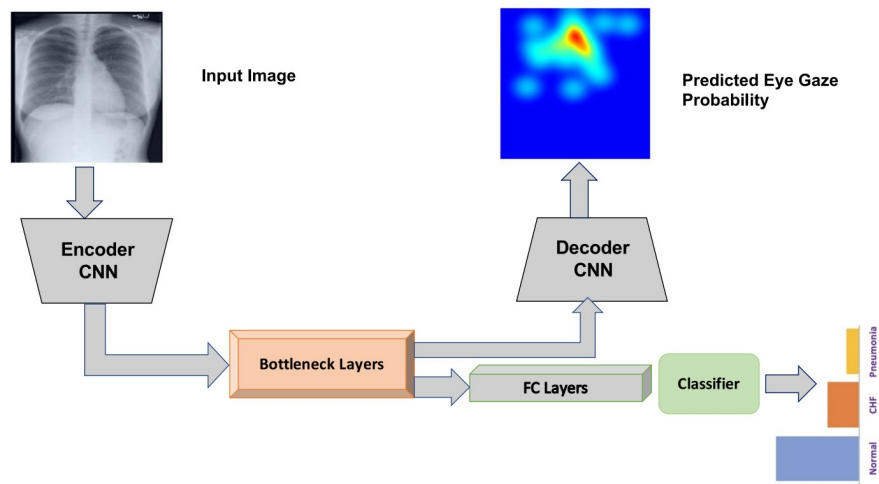 Input Image
Predicted Eye Gaze
Probability
Encoder
CNN
Decoder
CNN
Bottleneck Layers
FC Layers
Classifier
Pneumonia
CHF
Normal